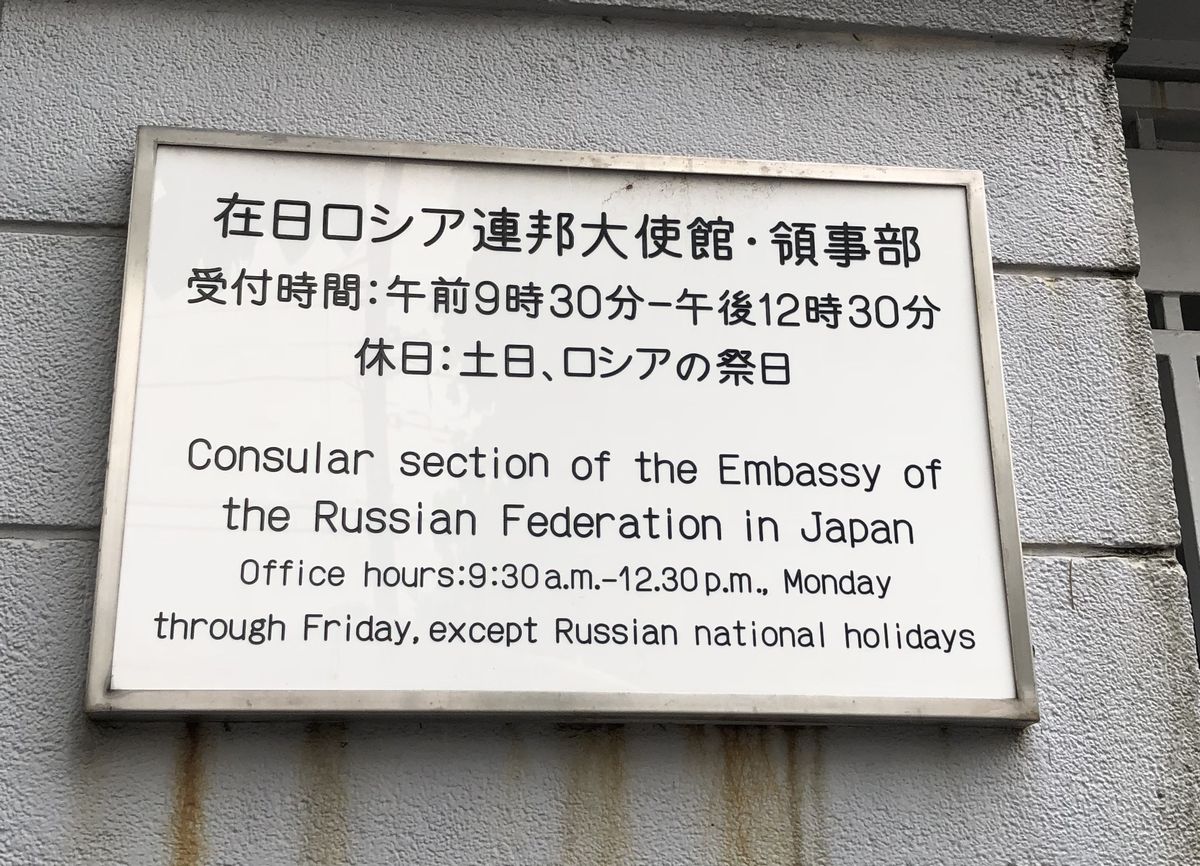 在日ロシア連邦大使館・領事部
受付時間：午前9時30分－午後12時30分
休日：土日、ロシアの祭日
Consular section of the Embassy of
the Russian Federation in Japan
Office hours:9:30a.m.-12.30p.m., Monday
through Friday, except Russian national holidays